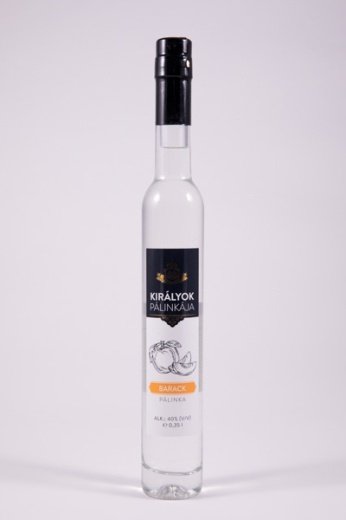 KIRÁLYOK
PÁLINKÁJA
BARACK
PÁLINKA
ALK.: 40% (V/V)
e 0,35 l